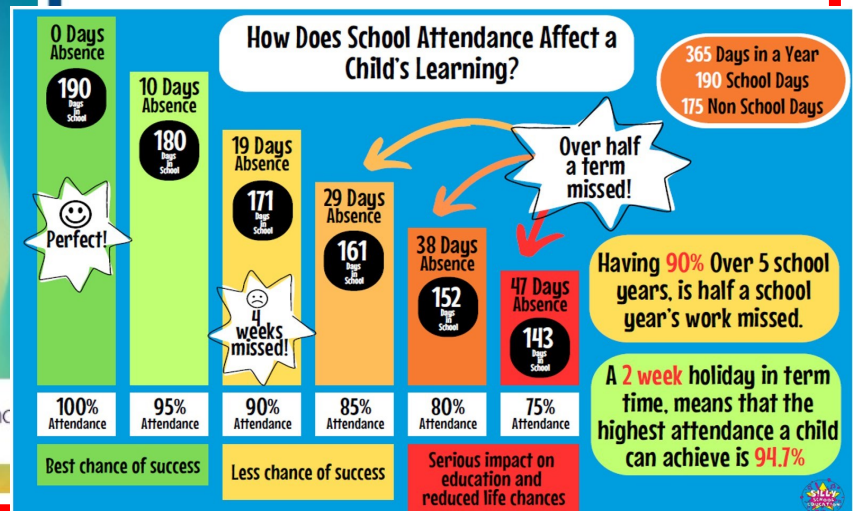 How Does School Attendance Affect a
Child's Learning?
365 Days in a Year
190 School Days
175 Non School Days
0 Days
Absence
190
Days
in
School
Perfect!
10 Days
Absence
180
Days
in
School
19 Days
Absence
171
Days
in
School
4
weeks
missed!
29 Days
Absence
161
Days
in
School
38 Days
Absence
152
Days
in
School
47 Days
Absence
143
Days
in
School
Over half
a term
missed!
Having 90% Over 5 school
years, is half a school
year's work missed.
A 2 week holiday in term
time, means that the
highest attendance a child
can achieve is 94.7%
100%
Attendance
95%
Attendance
90%
Attendance
85%
Attendance
80%
Attendance
75%
Attendance
Best chance of success
Less chance of success
Serious impact on
education and
reduced life chances
SILLY
SCHOOL
EDUCATION